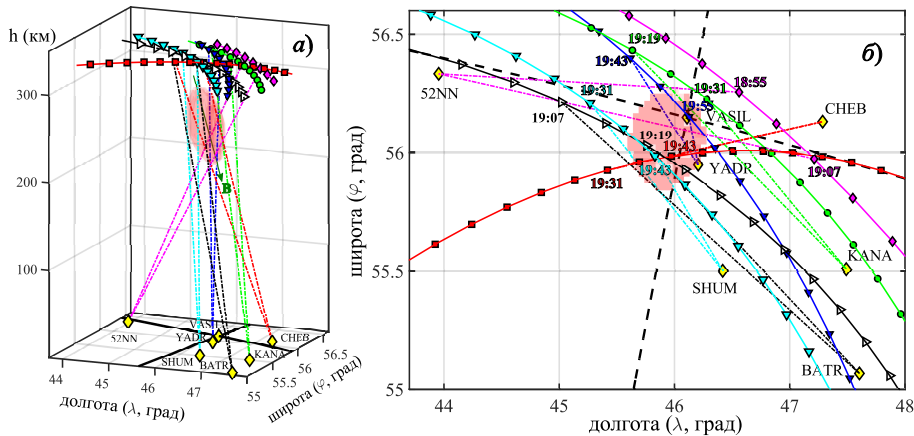 h (км)
а)
300
200
100
B
52NN
VASIL
YADR
CHEB
SHUM
BATR
KANA
44
45
46
47
48
55
55.5
56
56.5
долгота (λ, град)
широта (φ, град)
б)
56.5
56
55.5
55
широта (φ, град)
44
45
46
47
48
долгота (λ, град)
19:19
18:55
19:43
19:31
19:31
19:55
52NN
VASIL
CHEB
19:07
19:19
19:43
19:43
19:07
YADR
19:31
KANA
SHUM
BATR